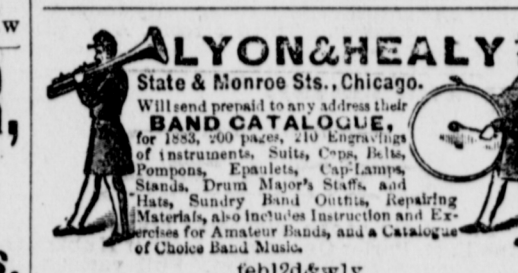 w
LYON&HEALY
State & Monroe Sts., Chicago.
Will send prepaid to any address their
BAND CATALOGUE,
for 1883, 200 pages, 210 Engravings
of instruments, Suits, Caps, Belts,
Pompons, Epaulets, Cap-Lamps,
Stands, Drum Major's Staffs, and
Hats, Sundry Band Outfits, Repairing
Materials, also Includes Instruction and Ex-
ercises for Amateur Bands, and a Catalogue
of Choice Band Music.
feb12d&wly